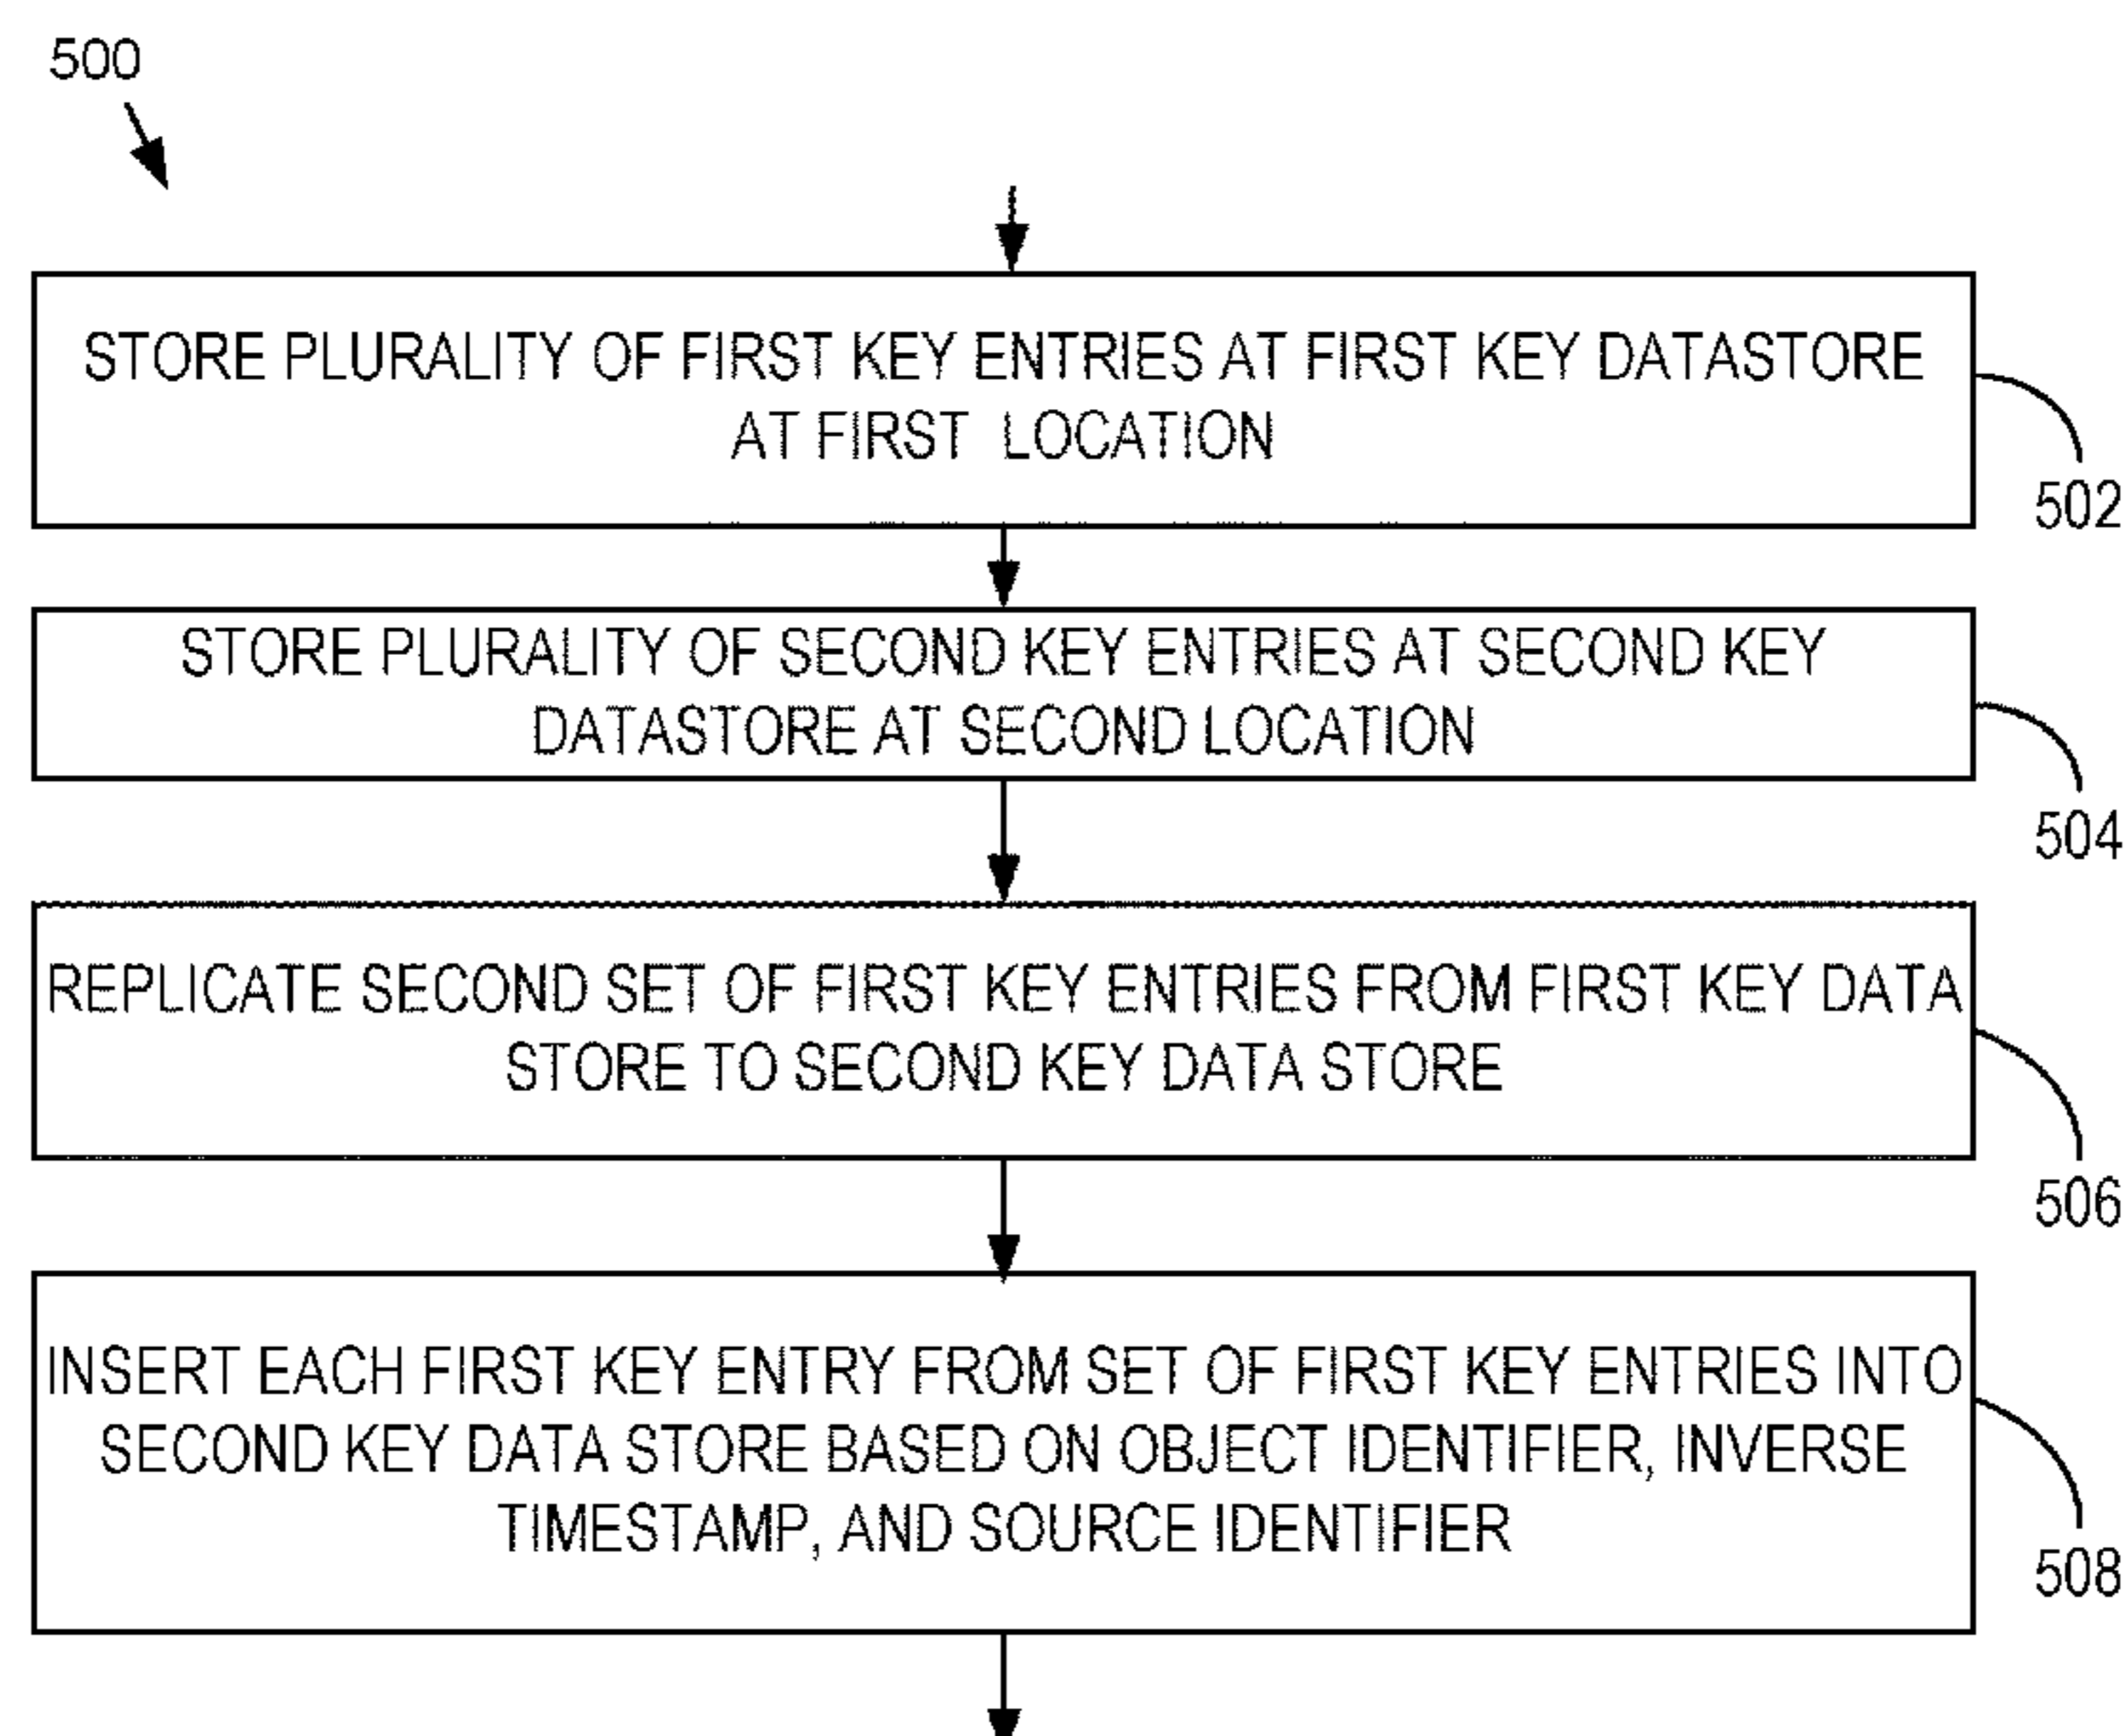 500
STORE PLURALITY OF FIRST KEY ENTRIES AT FIRST KEY DATASTORE
AT FIRST LOCATION
502
STORE PLURALITY OF SECOND KEY ENTRIES AT SECOND KEY
DATASTORE AT SECOND LOCATION
504
REPLICATE SECOND SET OF FIRST KEY ENTRIES FROM FIRST KEY DATA
STORE TO SECOND KEY DATA STORE
506
INSERT EACH FIRST KEY ENTRY FROM SET OF FIRST KEY ENTRIES INTO
SECOND KEY DATA STORE BASED ON OBJECT IDENTIFIER, INVERSE
TIMESTAMP, AND SOURCE IDENTIFIER
508